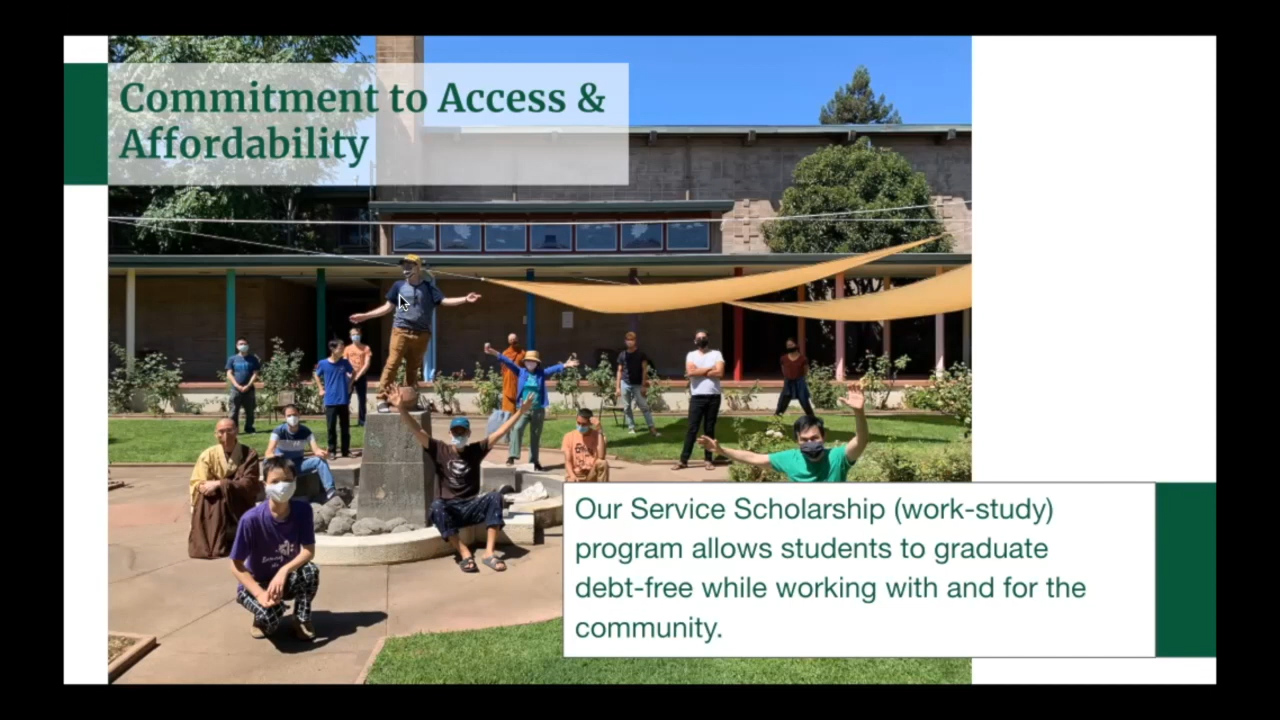 Commitment to Access &
Affordability
Our Service Scholarship (work-study)
program allows students to graduate
debt-free while working with and for the
community.